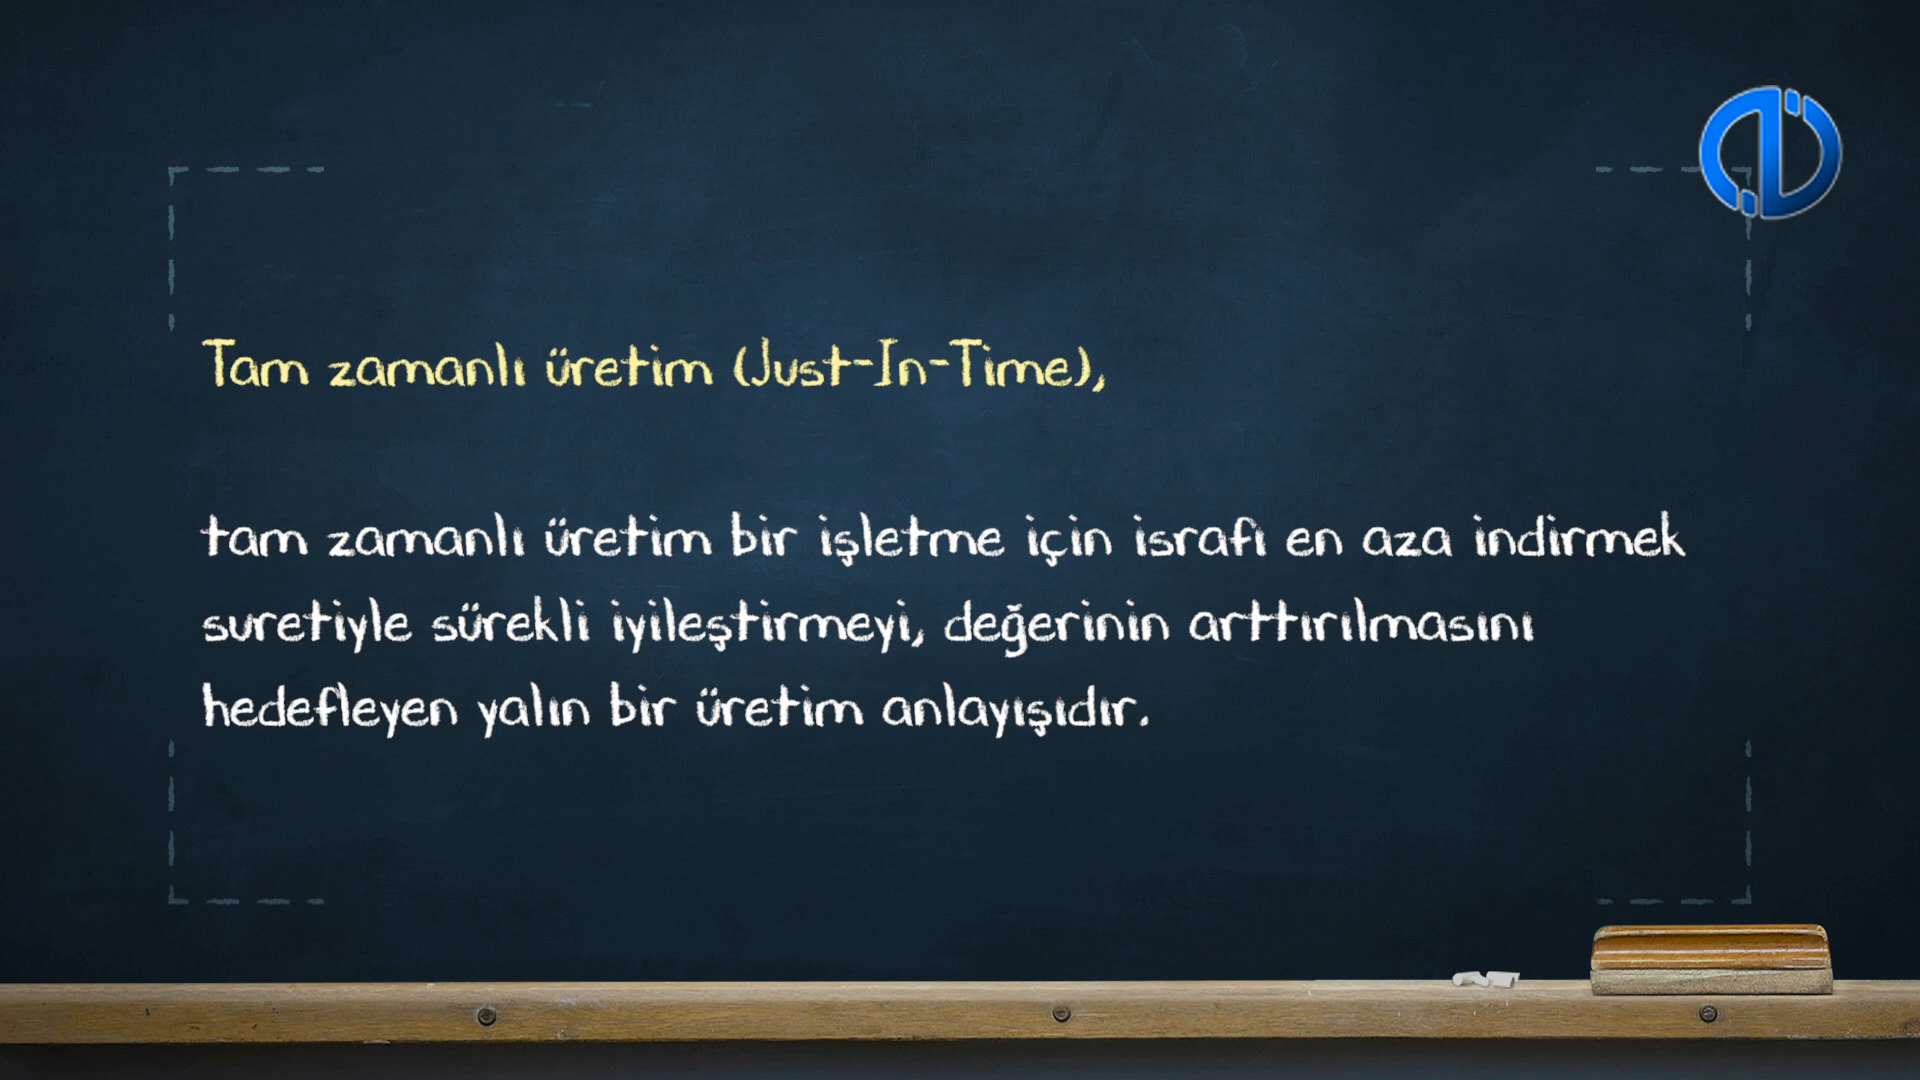 Tam zamanlı üretim (Just-In-Time),
tam zamanlı üretim bir işletme için israfı en aza indirmek
suretiyle sürekli iyileştirmeyi, değerinin arttırılmasını
hedefleyen yalın bir üretim anlayışıdır.